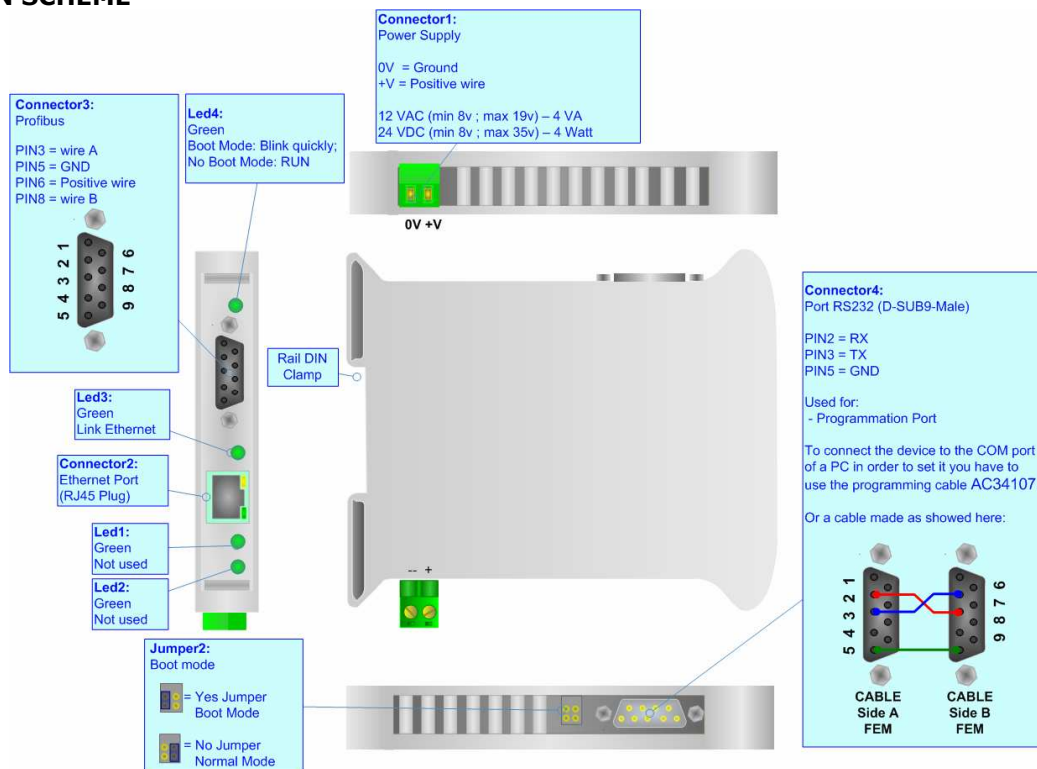 Connector1:
Power Supply
0V = Ground
+V = Positive wire
12 VAC (min 8v ; max 19v) – 4 VA
24 VDC (min 8v ; max 35v) – 4 Watt
Connector3:
Profibus
PIN3 = wire A
PIN5 = GND
PIN6 = Positive wire
PIN8 = wire B
5 4 3 2 1
9 8 7 6
Led4:
Green
Boot Mode: Blink quickly;
No Boot Mode: RUN
0V +V
Rail DIN
Clamp
Led3:
Green
Link Ethernet
Connector2:
Ethernet Port
(RJ45 Plug)
Led1:
Green
Not used
Led2:
Green
Not used
-- +
Jumper2:
Boot mode
= Yes Jumper
Boot Mode
= No Jumper
Normal Mode
Connector4:
Port RS232 (D-SUB9-Male)
PIN2 = RX
PIN3 = TX
PIN5 = GND
Used for:
- Programmation Port
To connect the device to the COM port
of a PC in order to set it you have to
use the programming cable AC34107
Or a cable made as showed here:
5 4 3 2 1
9 8 7 6
CABLE
Side A
FEM
CABLE
Side B
FEM